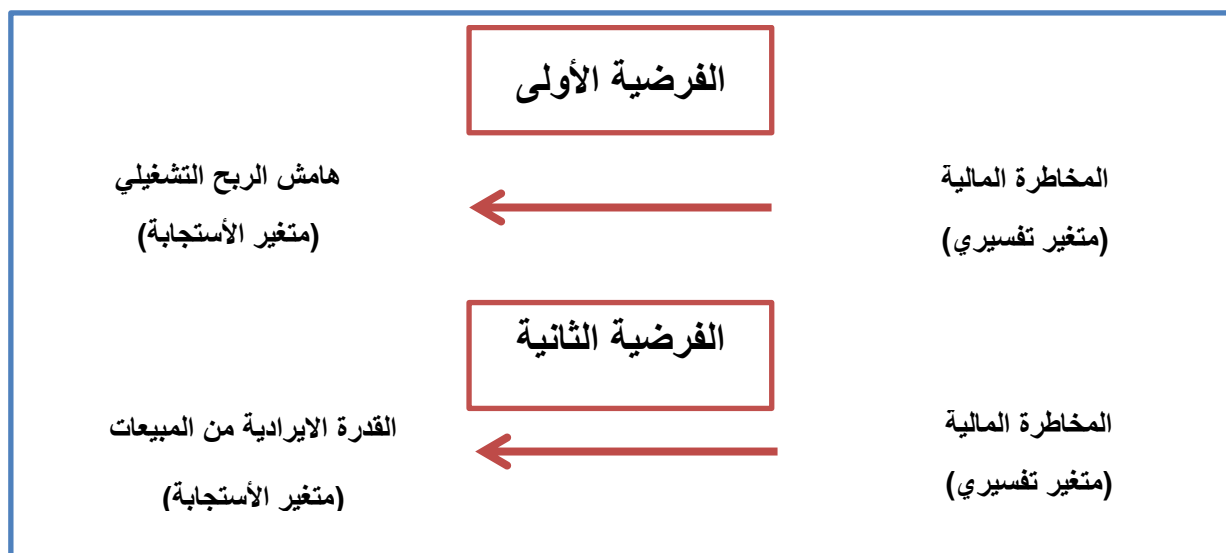 الفرضية الأولى
المخاطرة المالية
(متغير تفسيري)
هامش الربح التشغيلي
(متغير الأستجابة)
الفرضية الثانية
المخاطرة المالية
(متغير تفسيري)
القدرة الايرادية من المبيعات
(متغير الأستجابة)